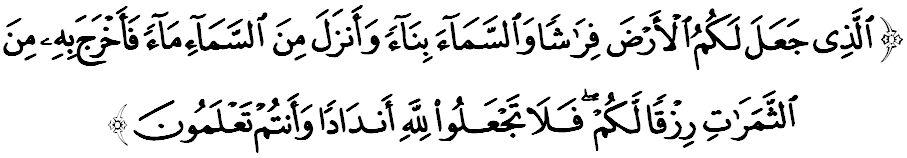 ﴿ ٱلَّذِى جَعَلَ لَكُمُ ٱلْأَرْضَ فِرَٰشًا وَٱلسَّمَآءَ بِنَآءً وَأَنزَلَ مِنَ ٱلسَّمَآءِ مَآءً فَأَخْرَجَ بِهِۦ مِنَ
ٱلثَّمَرَٰتِ رِزْقًا لَّكُمْ ۖ فَلَا تَجْعَلُوا۟ لِلَّهِ أَندَادًا وَأَنتُمْ تَعْلَمُونَ ﴾